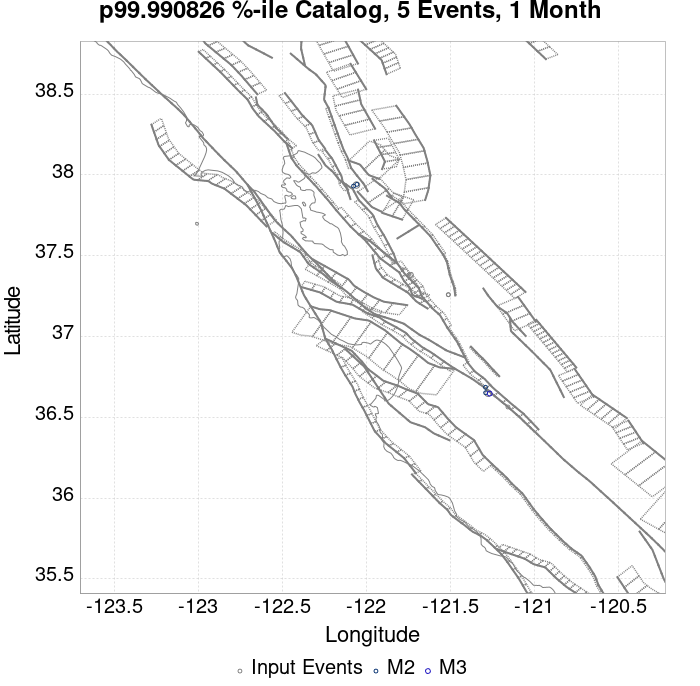 p99.990826 %-ile Catalog, 5 Events, 1 Month
38.5
38
37.5
37
36.5
36
35.5
Latitude
-123.5 -123 -122.5 -122 -121.5 -121 -120.5
Longitude
Input Events M2 M3